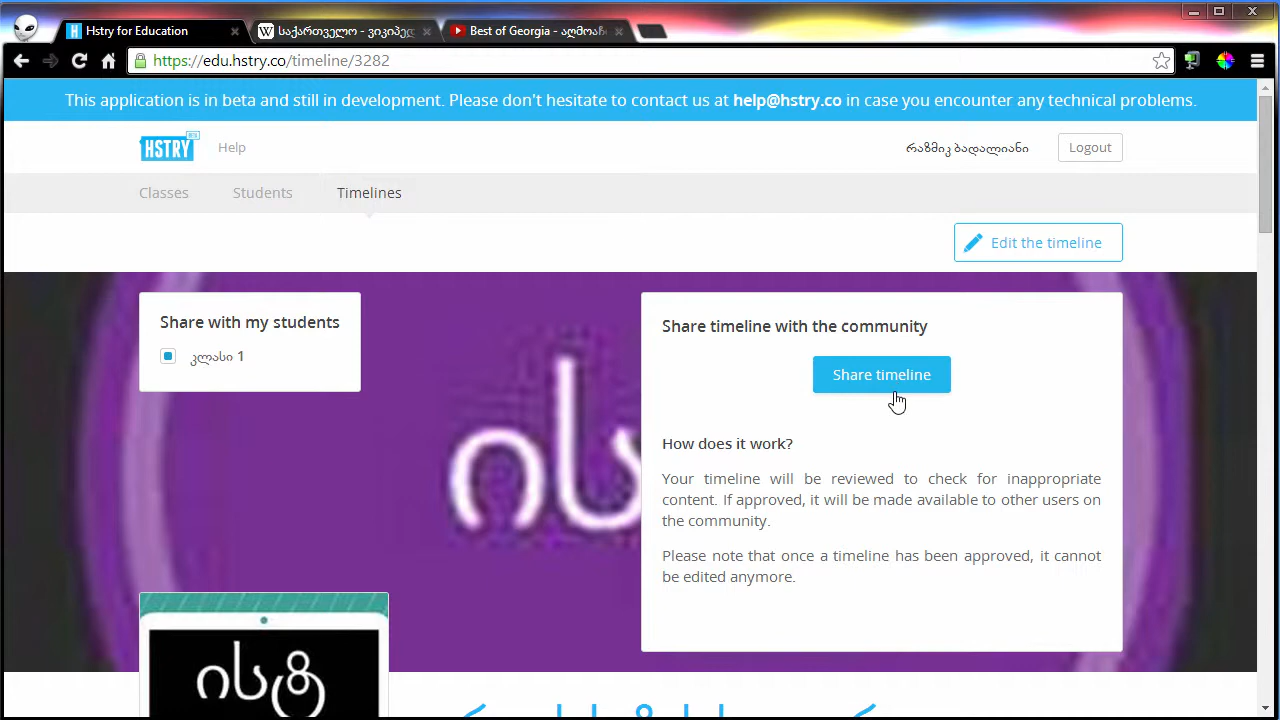 Hstry for Education
საქართველო - ვიკიპედ
Best of Georgia - აღმოაჩ
https://edu.hstry.co/timeline/3282
This application is in beta and still in development. Please don't hesitate to contact us at help@hstry.co in case you encounter any technical problems.
HSTRY BETA Help
რაზმიკ ბადალიანი Logout
Classes Students Timelines
Edit the timeline
Share with my students
კლასი 1
Share timeline with the community
Share timeline
How does it work?
Your timeline will be reviewed to check for inappropriate
content. If approved, it will be made available to other users on
the community.
Please note that once a timeline has been approved, it cannot
be edited anymore.
ის
ისტ